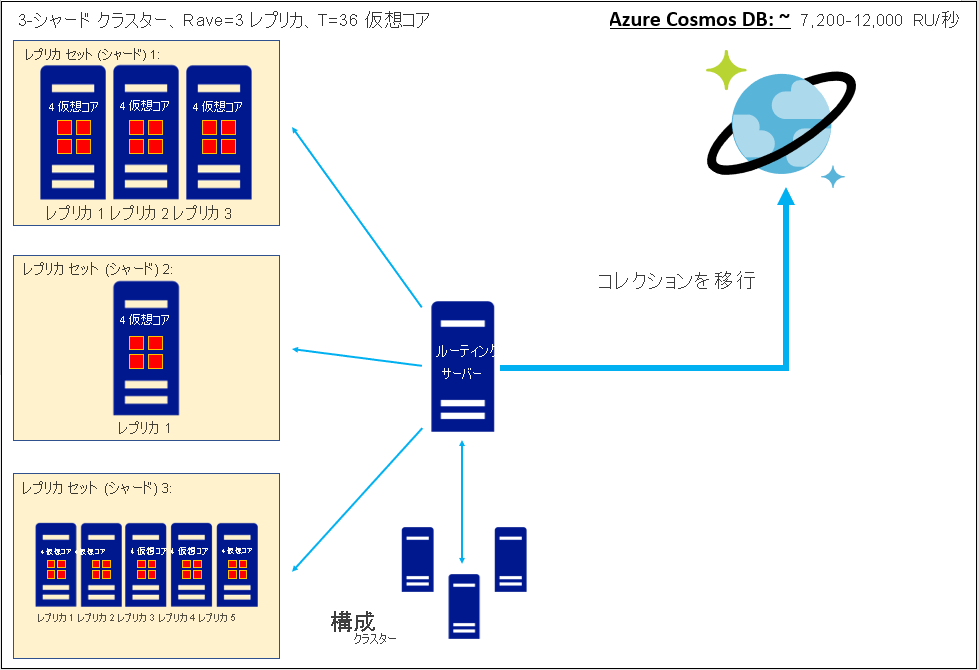 3-シャード クラスター、Rave=3 レプリカ、T=36 仮想コア
Azure Cosmos DB: ~ 7,200-12,000 RU/秒
レプリカ セット (シャード) 1:
4 仮想コア 4 仮想コア 4 仮想コア
レプリカ 1 レプリカ 2 レプリカ 3
レプリカ セット (シャード) 2:
4 仮想コア
レプリカ 1
コレクションを移行
ルーティング
サーバー
レプリカ セット (シャード) 3:
4 仮想コア 4 仮想コア 4 仮想コア 4 仮想コア 4 仮想コア
レプリカ 1 レプリカ 2 レプリカ 3 レプリカ 4 レプリカ 5
構成
クラスター